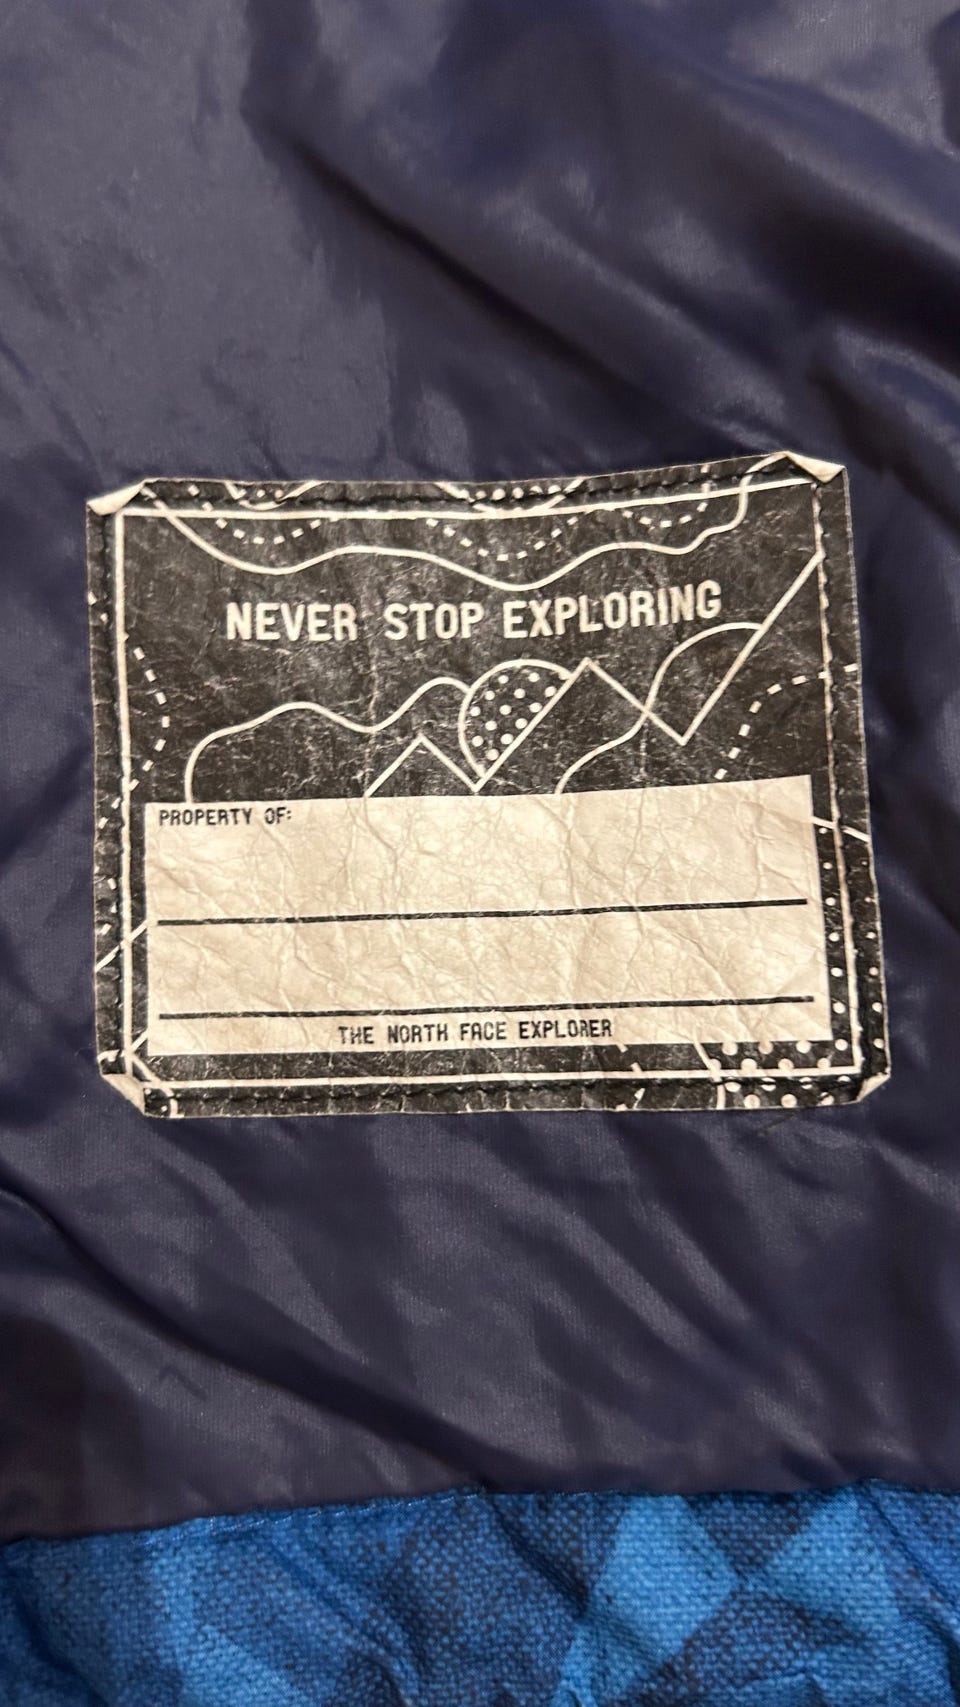 NEVER STOP EXPLORING
PROPERTY OF:
THE NORTH FACE EXPLORER